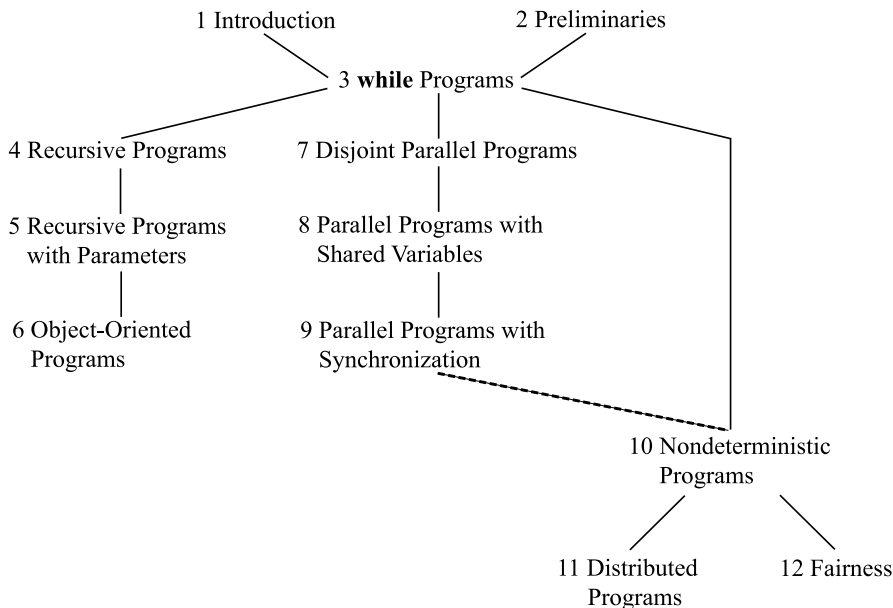 1 Introduction
2 Preliminaries
3 while Programs
4 Recursive Programs
7 Disjoint Parallel Programs
5 Recursive Programs
with Parameters
8 Parallel Programs with
Shared Variables
6 Object-Oriented
Programs
9 Parallel Programs with
Synchronization
10 Nondeterministic
Programs
11 Distributed
Programs
12 Fairness